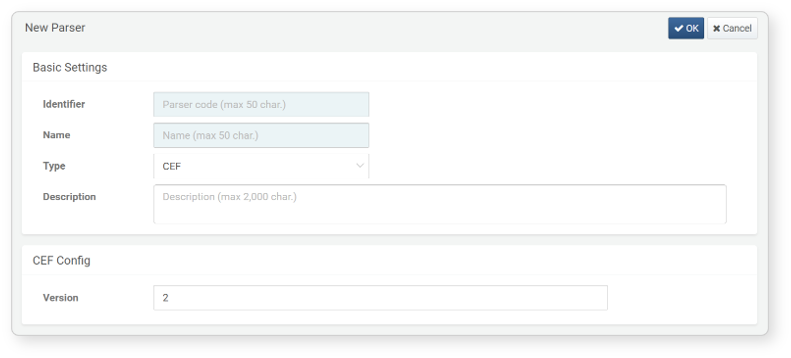 New Parser
OK Cancel
Basic Settings
Identifier Parser code (max 50 char.)
Name Name (max 50 char.)
Type CEF
Description Description (max 2,000 char.)
CEF Config
Version 2